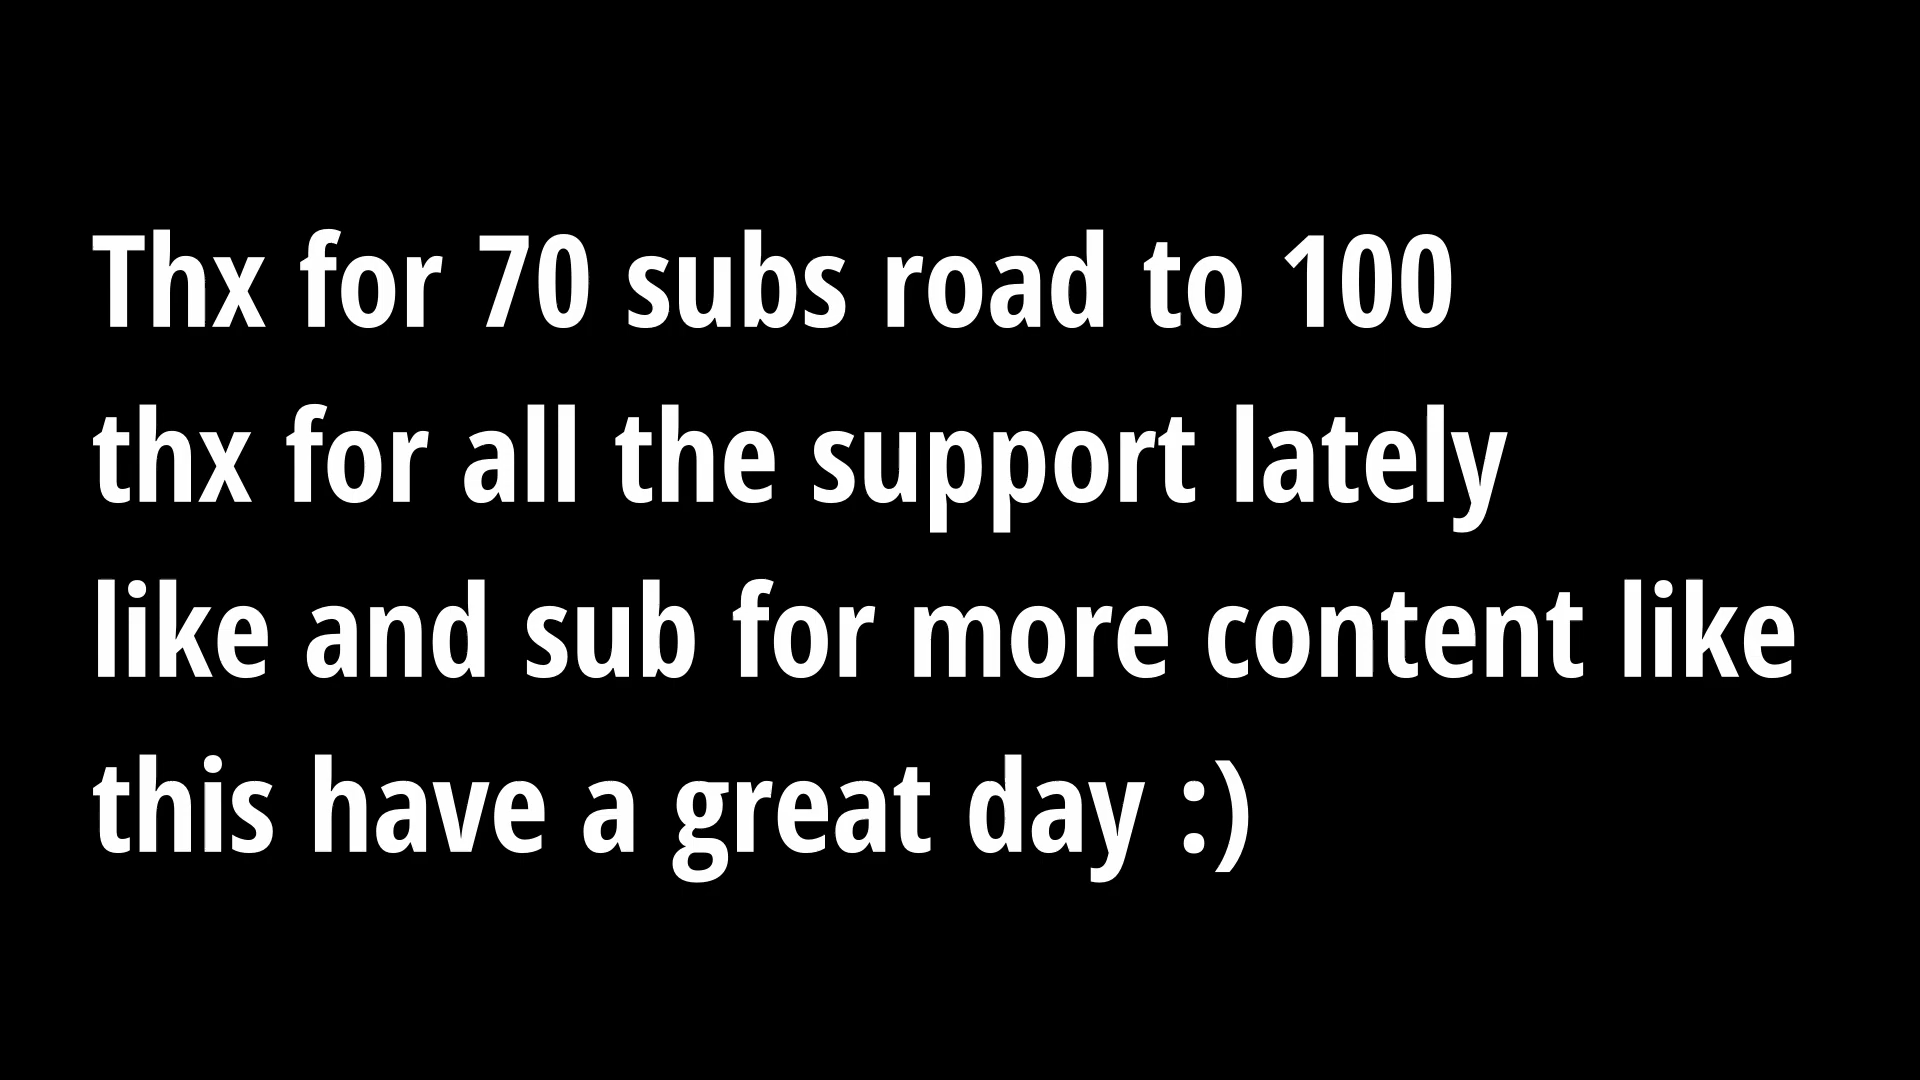 Thx for 70 subs road to 100
thx for all the support lately
like and sub for more content like
this have a great day :)